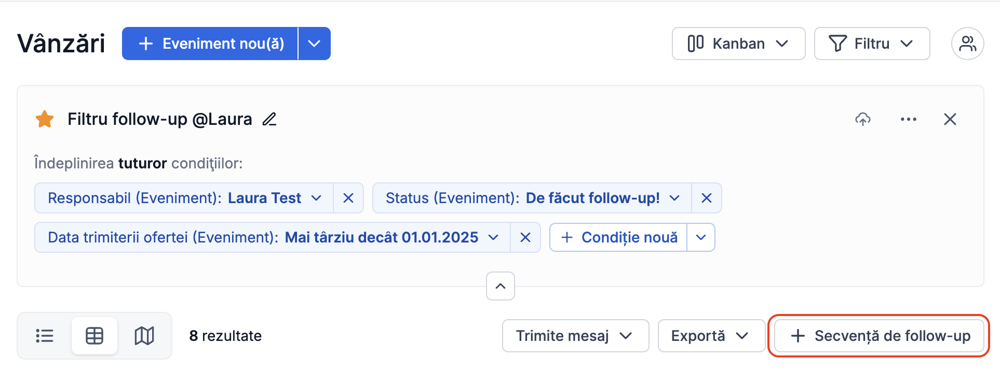 Vânzări
Eveniment nou(ă)
Kanban
Filtru
Filtru follow-up @Laura
Îndeplinirea tuturor condiţiilor:
Responsabil (Eveniment): Laura Test
Status (Eveniment): De făcut follow-up!
Data trimiterii ofertei (Eveniment): Mai târziu decât 01.01.2025
Condiție nouă
8 rezultate
Trimite mesaj
Exportă
Secvență de follow-up